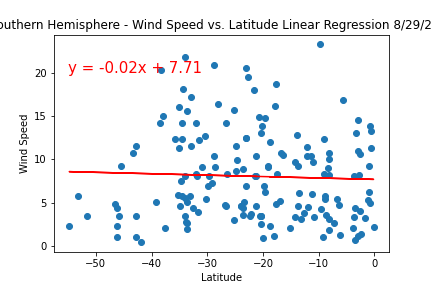 outhern Hemisphere - Wind Speed vs. Latitude Linear Regression 8/29/2
y = -0.02x + 7.71
20
15
10
5
0
Wind Speed
−50 −40 −30 −20 −10 0
Latitude